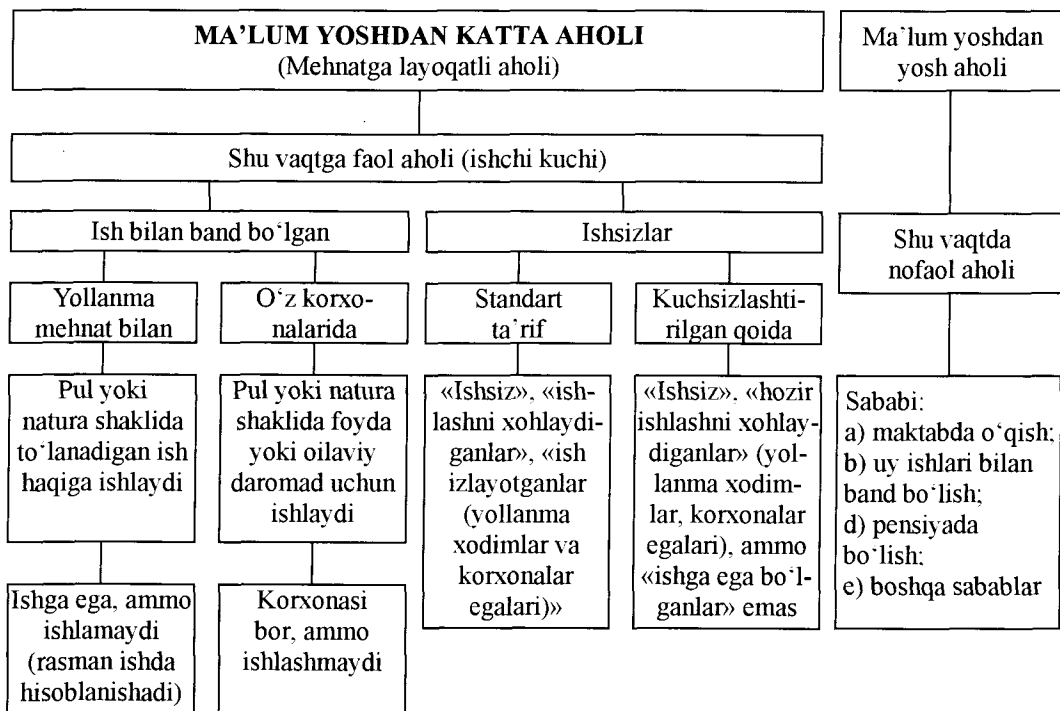 MA’LUM YOSHDAN KATTA AHOLI
(Mehnatga layoqatli aholi)
Ma‘lum yoshdan
yosh aholi
Shu vaqtga faol aholi (ishchi kuchi)
Ish bilan band bo‘lgan
Ishsizlar
Shu vaqtda
nofaol aholi
Yollanma
mehnat bilan
O‘z korxo-
nalarida
Standart
ta‘rif
Kuchsizlashti-
rilgan qoida
Pul yoki
natura shaklida
to‘lanadigan ish
haqiga ishlaydi
Pul yoki natura
shaklida foyda
yoki oilaviy
daromad uchun
ishlaydi
«Ishsiz», «ish-
lashni xohlaydi-
ganlar», «ish
izlayotganlar
(yollanma
xodimlar va
korxonalar
egalari)»
«Ishsiz», «hozir
ishlashni xohlay-
diganlar» (yol-
lanma xodim-
lar, korxonalar
egalari), ammo
«ishga ega bo‘l-
ganlar» emas
Sababi:
a) maktabda o‘qish;
b) uy ishlari bilan
band bo‘lish;
d) pensiyada
bo‘lish;
e) boshqa sabablar
Ishga ega, ammo
ishlamaydi
(rasman ishda
hisoblanishadi)
Korxonasi
bor, ammo
ishlashmaydi